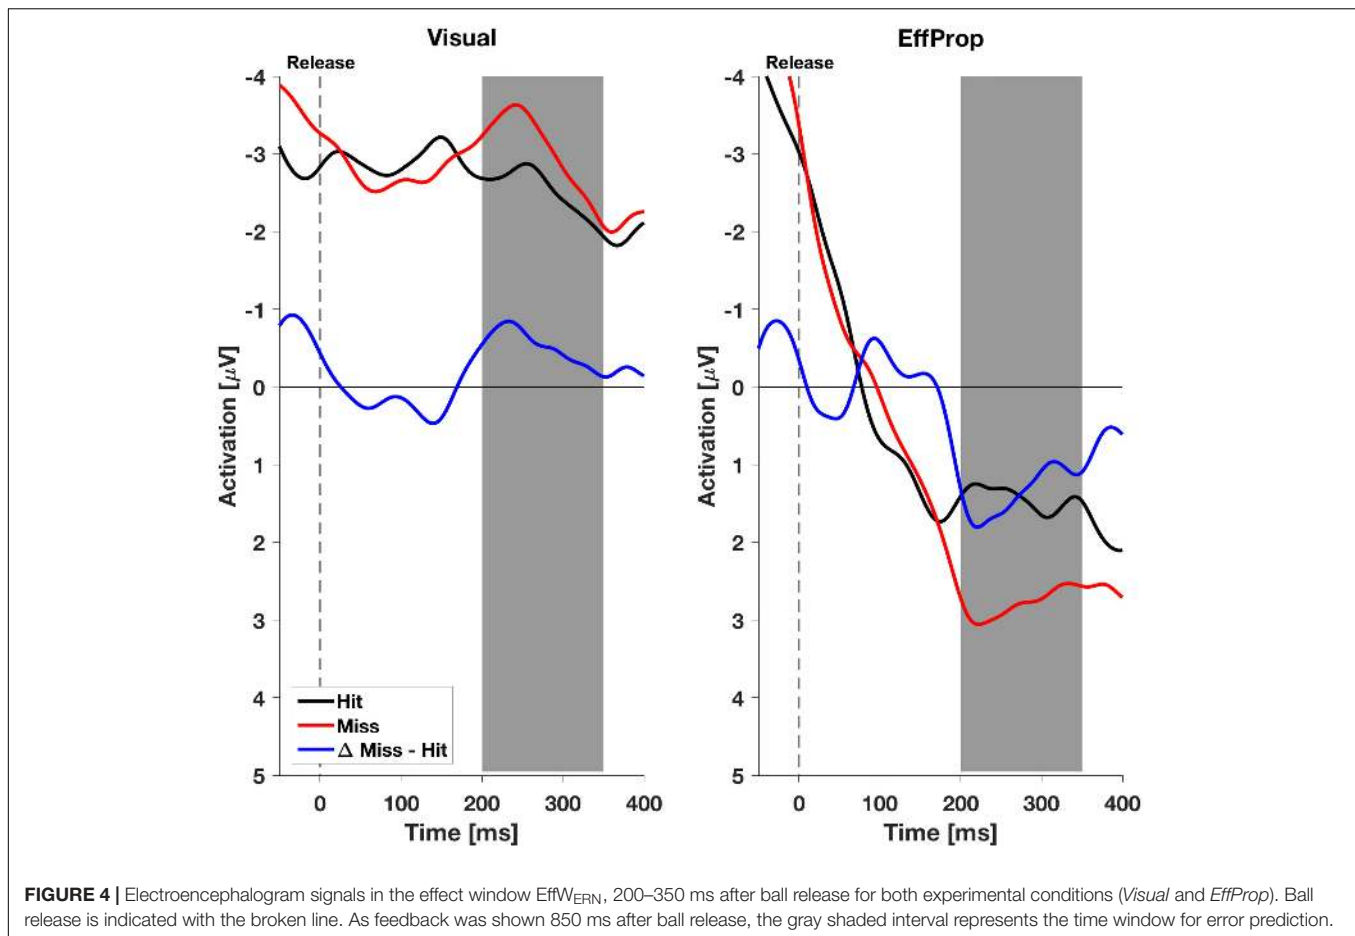 Visual
EffProp
Release
Release
-4
-3
-2
-1
0
1
2
3
4
5
Activation [μV]
Hit
Miss
Δ Miss - Hit
0 100 200 300 400
Time [ms]
-4
-3
-2
-1
0
1
2
3
4
5
Activation [μV]
0 100 200 300 400
Time [ms]
FIGURE 4 | Electroencephalogram signals in the effect window EffWERN, 200–350 ms after ball release for both experimental conditions (Visual and EffProp). Ball
release is indicated with the broken line. As feedback was shown 850 ms after ball release, the gray shaded interval represents the time window for error prediction.